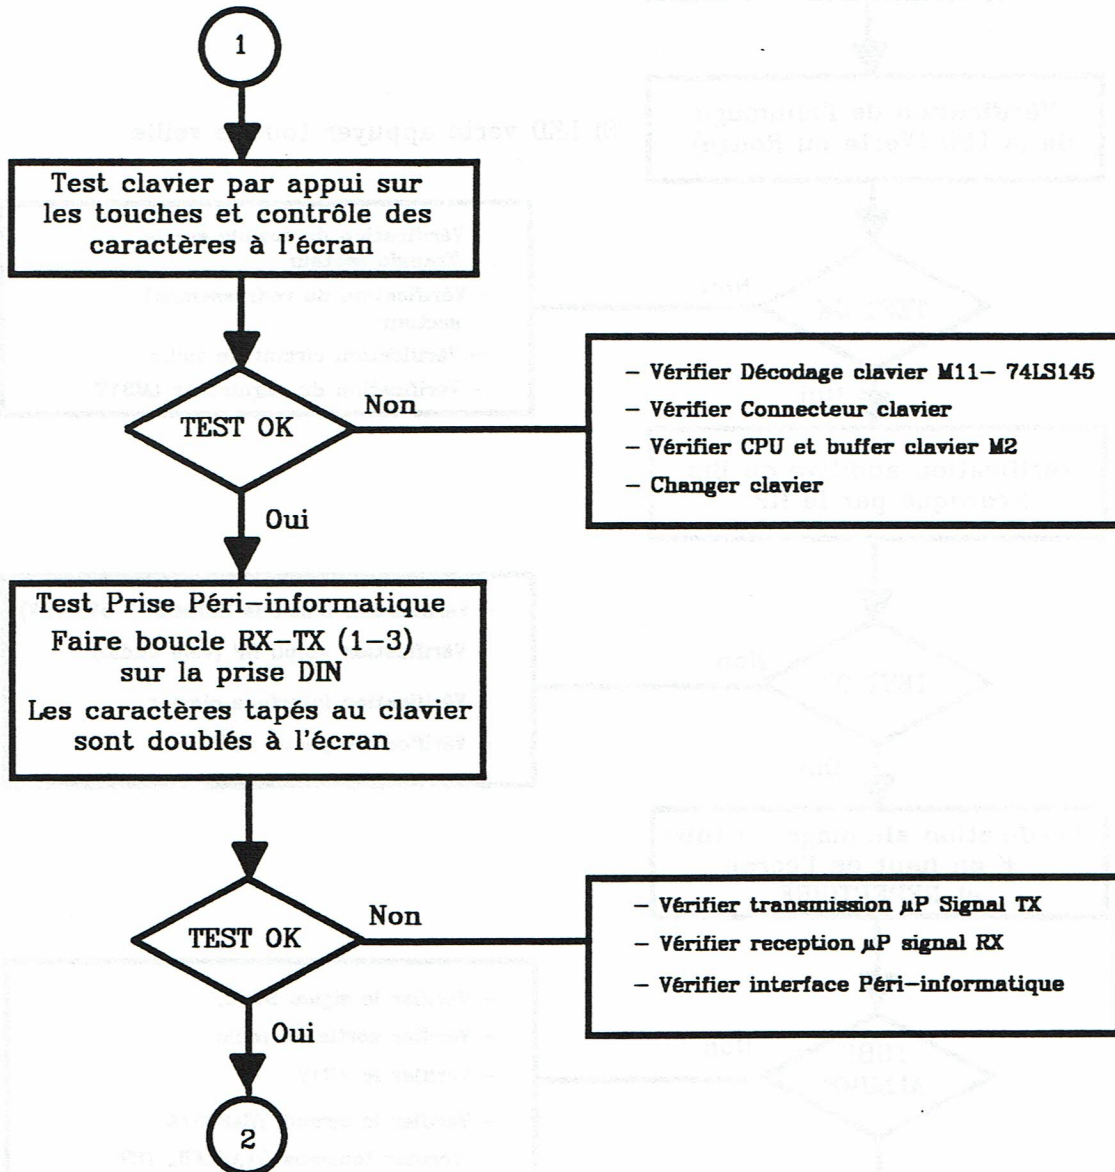 1
Test clavier par appui sur
les touches et contrôle des
caractères à l'écran
TEST OK
Non
- Vérifier Décodage clavier M11- 74LS145
- Vérifier Connecteur clavier
- Vérifier CPU et buffer clavier M2
- Changer clavier
Oui
Test Prise Péri-informatique
Faire boucle RX-TX (1-3)
sur la prise DIN
Les caractères tapés au clavier
sont doublés à l'écran
TEST OK
Non
- Vérifier transmission µP Signal TX
- Vérifier reception µP signal RX
- Vérifier interface Péri-informatique
Oui
2